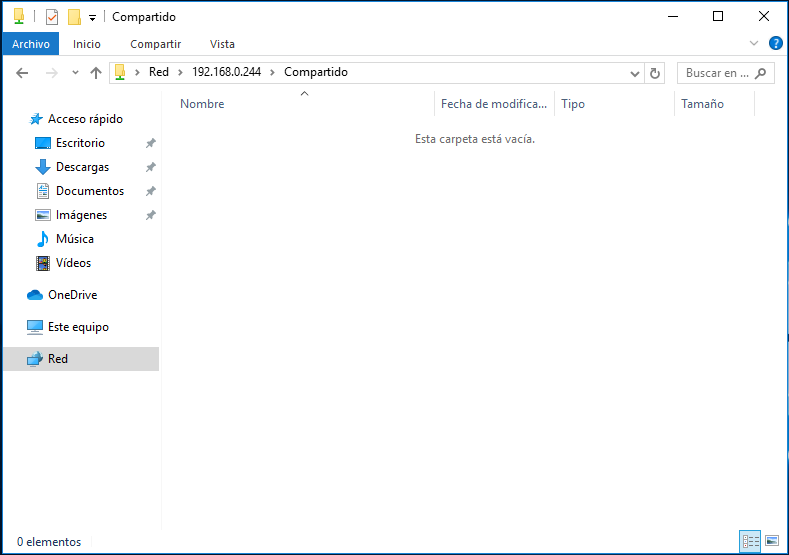 Compartido
Archivo Inicio Compartir Vista
Red 192.168.0.244 Compartido Buscar en ...
Nombre Fecha de modifica... Tipo Tamaño
Esta carpeta está vacía.
Acceso rápido
Escritorio
Descargas
Documentos
Imágenes
Música
Vídeos
OneDrive
Este equipo
Red
0 elementos